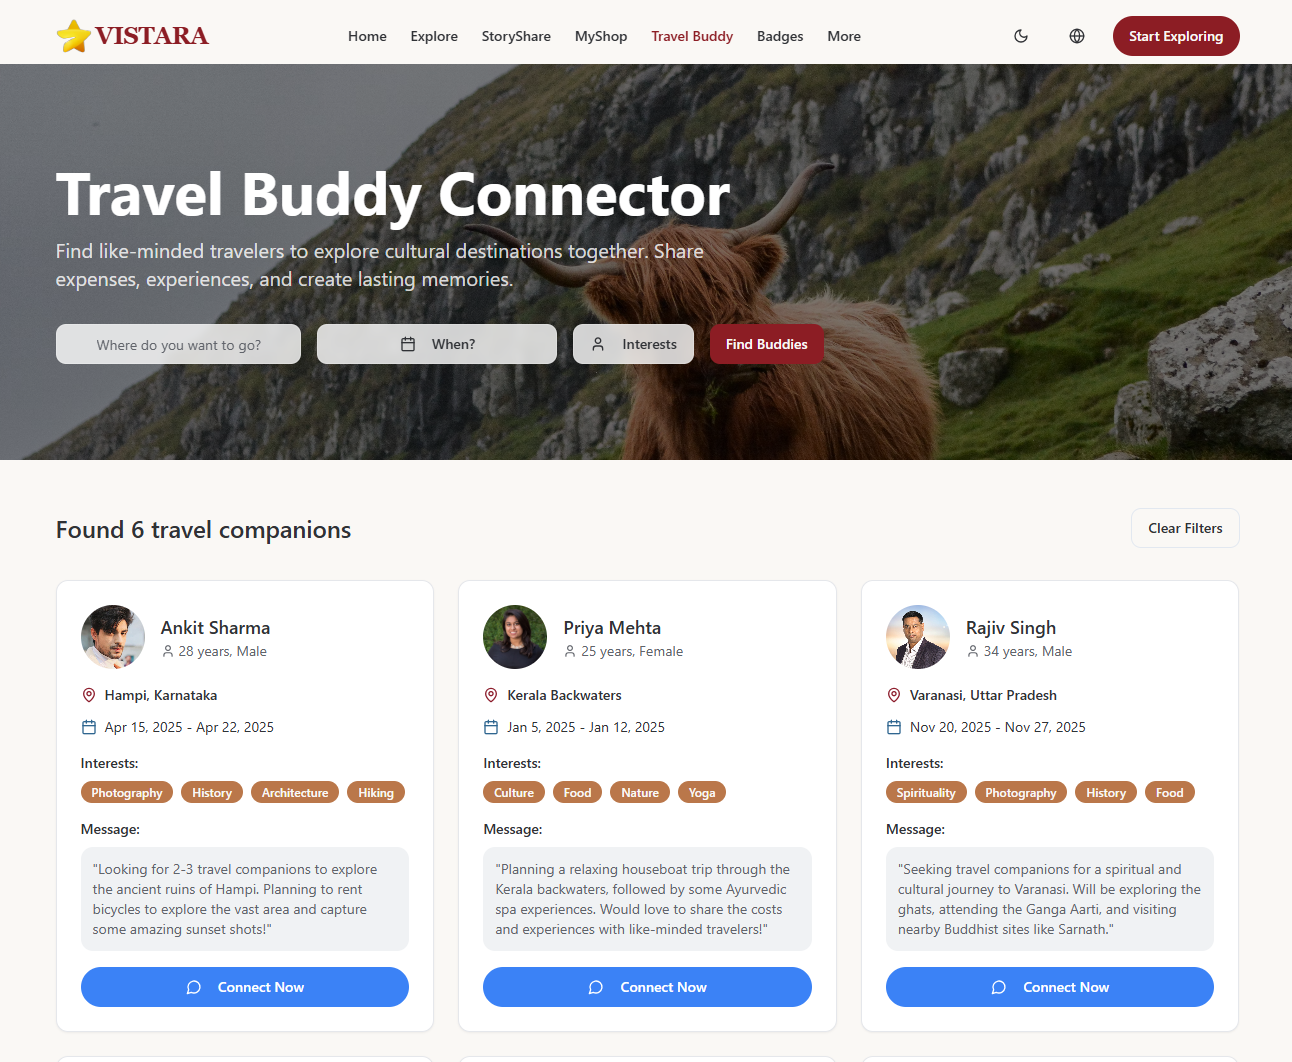 VISTARA
Home Explore StoryShare MyShop Travel Buddy Badges More
Start Exploring
Travel Buddy Connector
Find like-minded travelers to explore cultural destinations together. Share
expenses, experiences, and create lasting memories.
Where do you want to go? When? Interests Find Buddies
Found 6 travel companions
Clear Filters
Ankit Sharma
28 years, Male
Hampi, Karnataka
Apr 15, 2025 - Apr 22, 2025
Interests:
Photography History Architecture Hiking
Message:
"Looking for 2-3 travel companions to explore
the ancient ruins of Hampi. Planning to rent
bicycles to explore the vast area and capture
some amazing sunset shots!"
Connect Now
Priya Mehta
25 years, Female
Kerala Backwaters
Jan 5, 2025 - Jan 12, 2025
Interests:
Culture Food Nature Yoga
Message:
"Planning a relaxing houseboat trip through the
Kerala backwaters, followed by some Ayurvedic
spa experiences. Would love to share the costs
and experiences with like-minded travelers!"
Connect Now
Rajiv Singh
34 years, Male
Varanasi, Uttar Pradesh
Nov 20, 2025 - Nov 27, 2025
Interests:
Spirituality Photography History Food
Message:
"Seeking travel companions for a spiritual and
cultural journey to Varanasi. Will be exploring the
ghats, attending the Ganga Aarti, and visiting
nearby Buddhist sites like Sarnath."
Connect Now